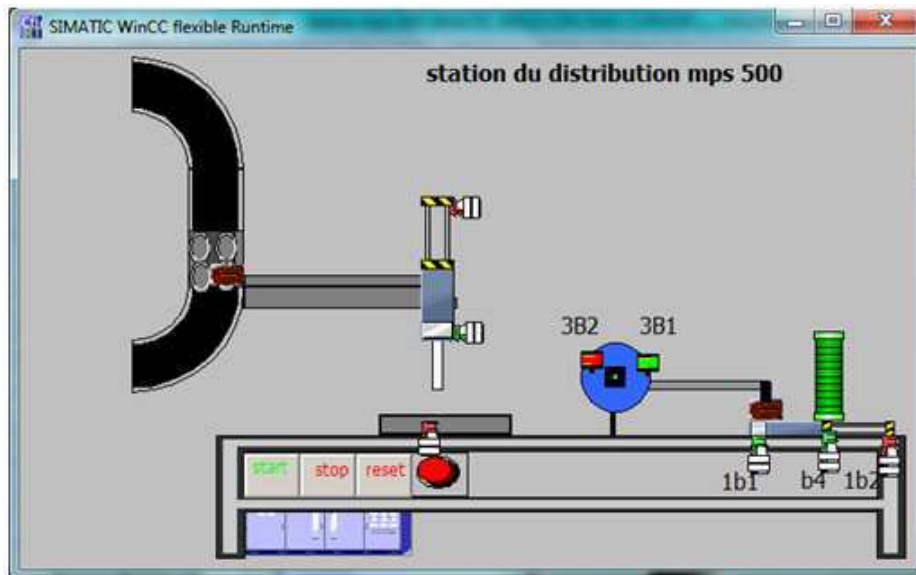 SIMATIC WinCC flexible Runtime
station du distribution mps 500
3B2 3B1
start stop reset
1b1 b4 1b2